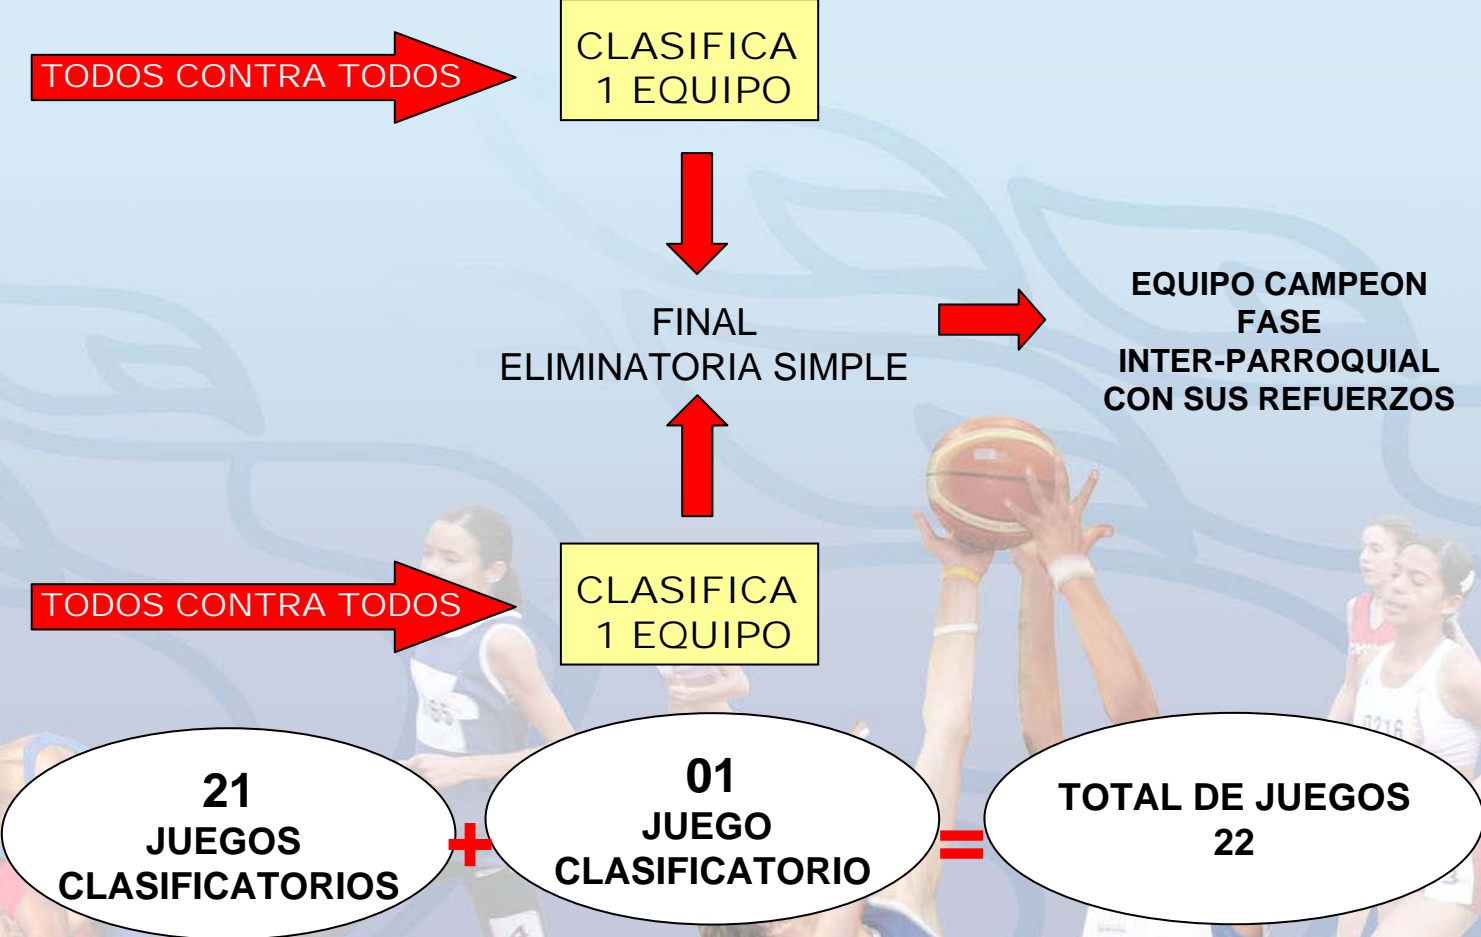 TODOS CONTRA TODOS
CLASIFICA
1 EQUIPO
FINAL
ELIMINATORIA SIMPLE
EQUIPO CAMPEON
FASE
INTER-PARROQUIAL
CON SUS REFUERZOS
TODOS CONTRA TODOS
CLASIFICA
1 EQUIPO
21
JUEGOS
CLASIFICATORIOS
+
01
JUEGO
CLASIFICATORIO
=
TOTAL DE JUEGOS
22